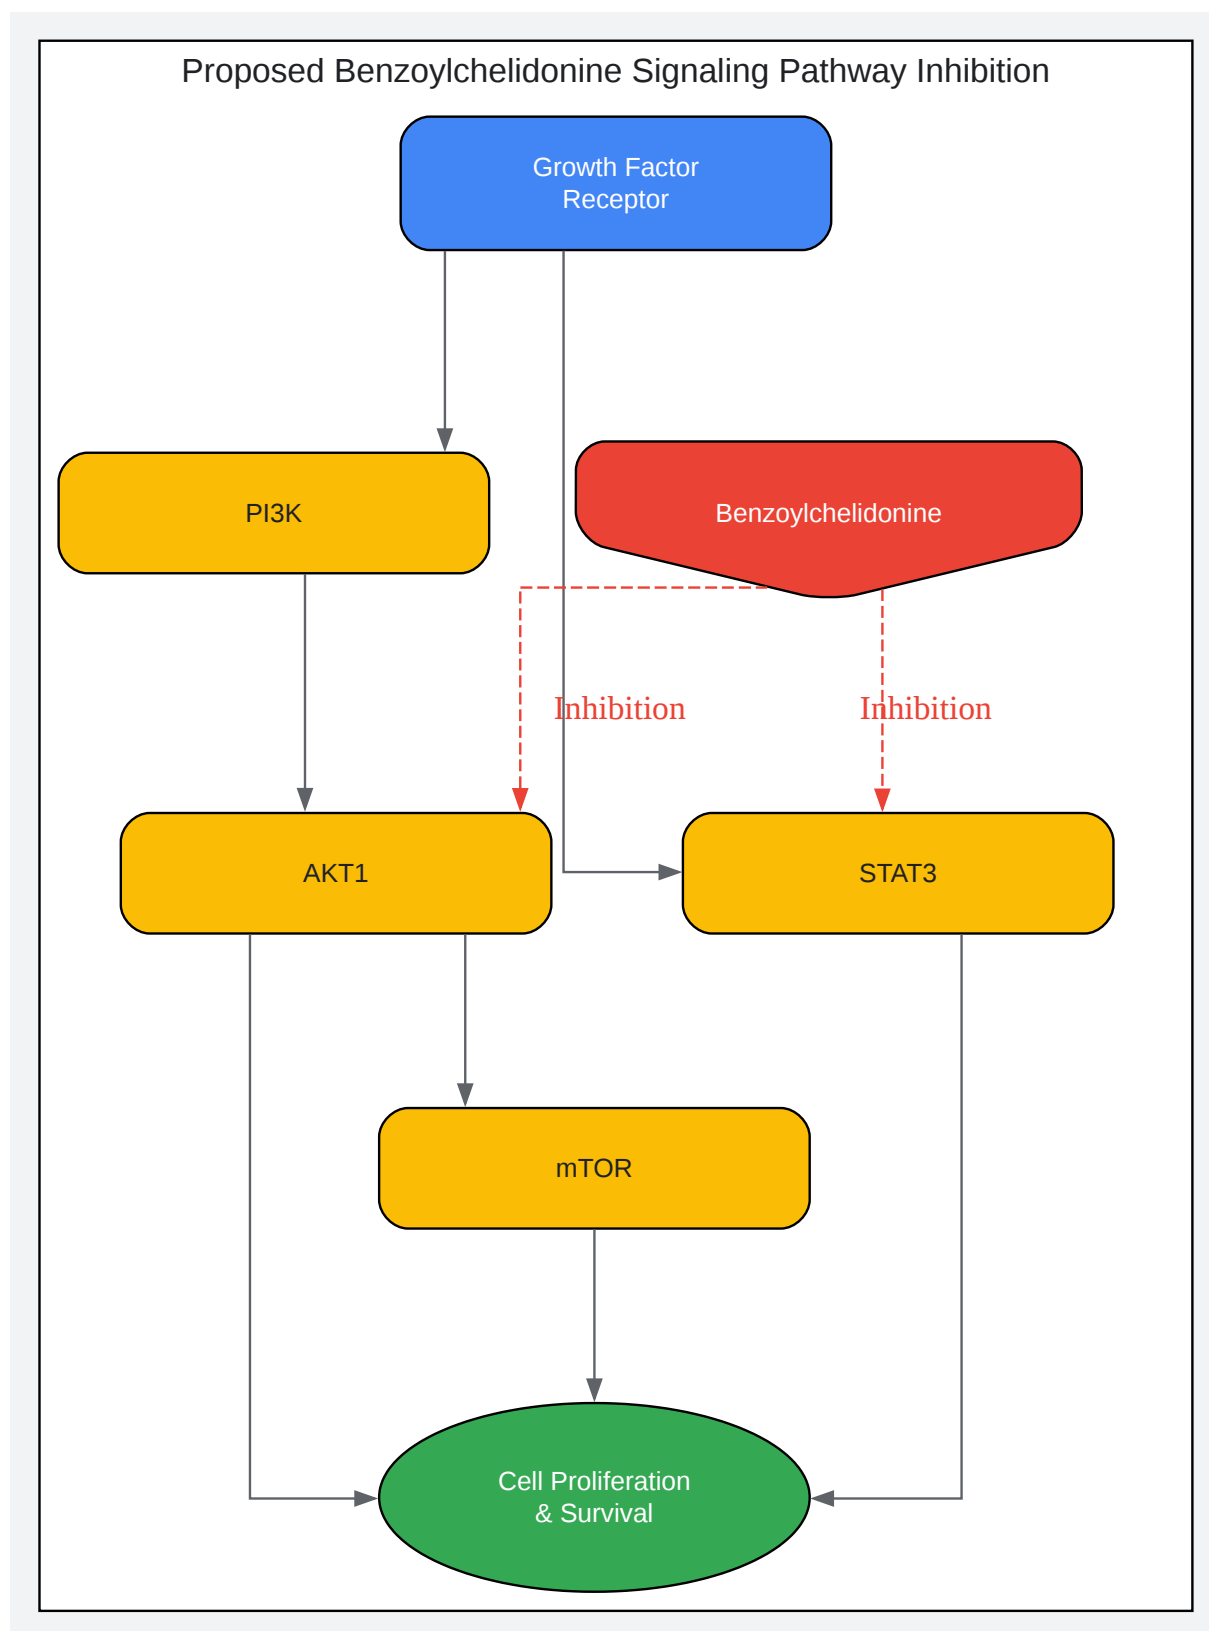 Proposed Benzoylchelidonine Signaling Pathway Inhibition
Growth Factor
Receptor
PI3K
Benzoylchelidonine
Inhibition
Inhibition
AKT1
STAT3
mTOR
Cell Proliferation
& Survival